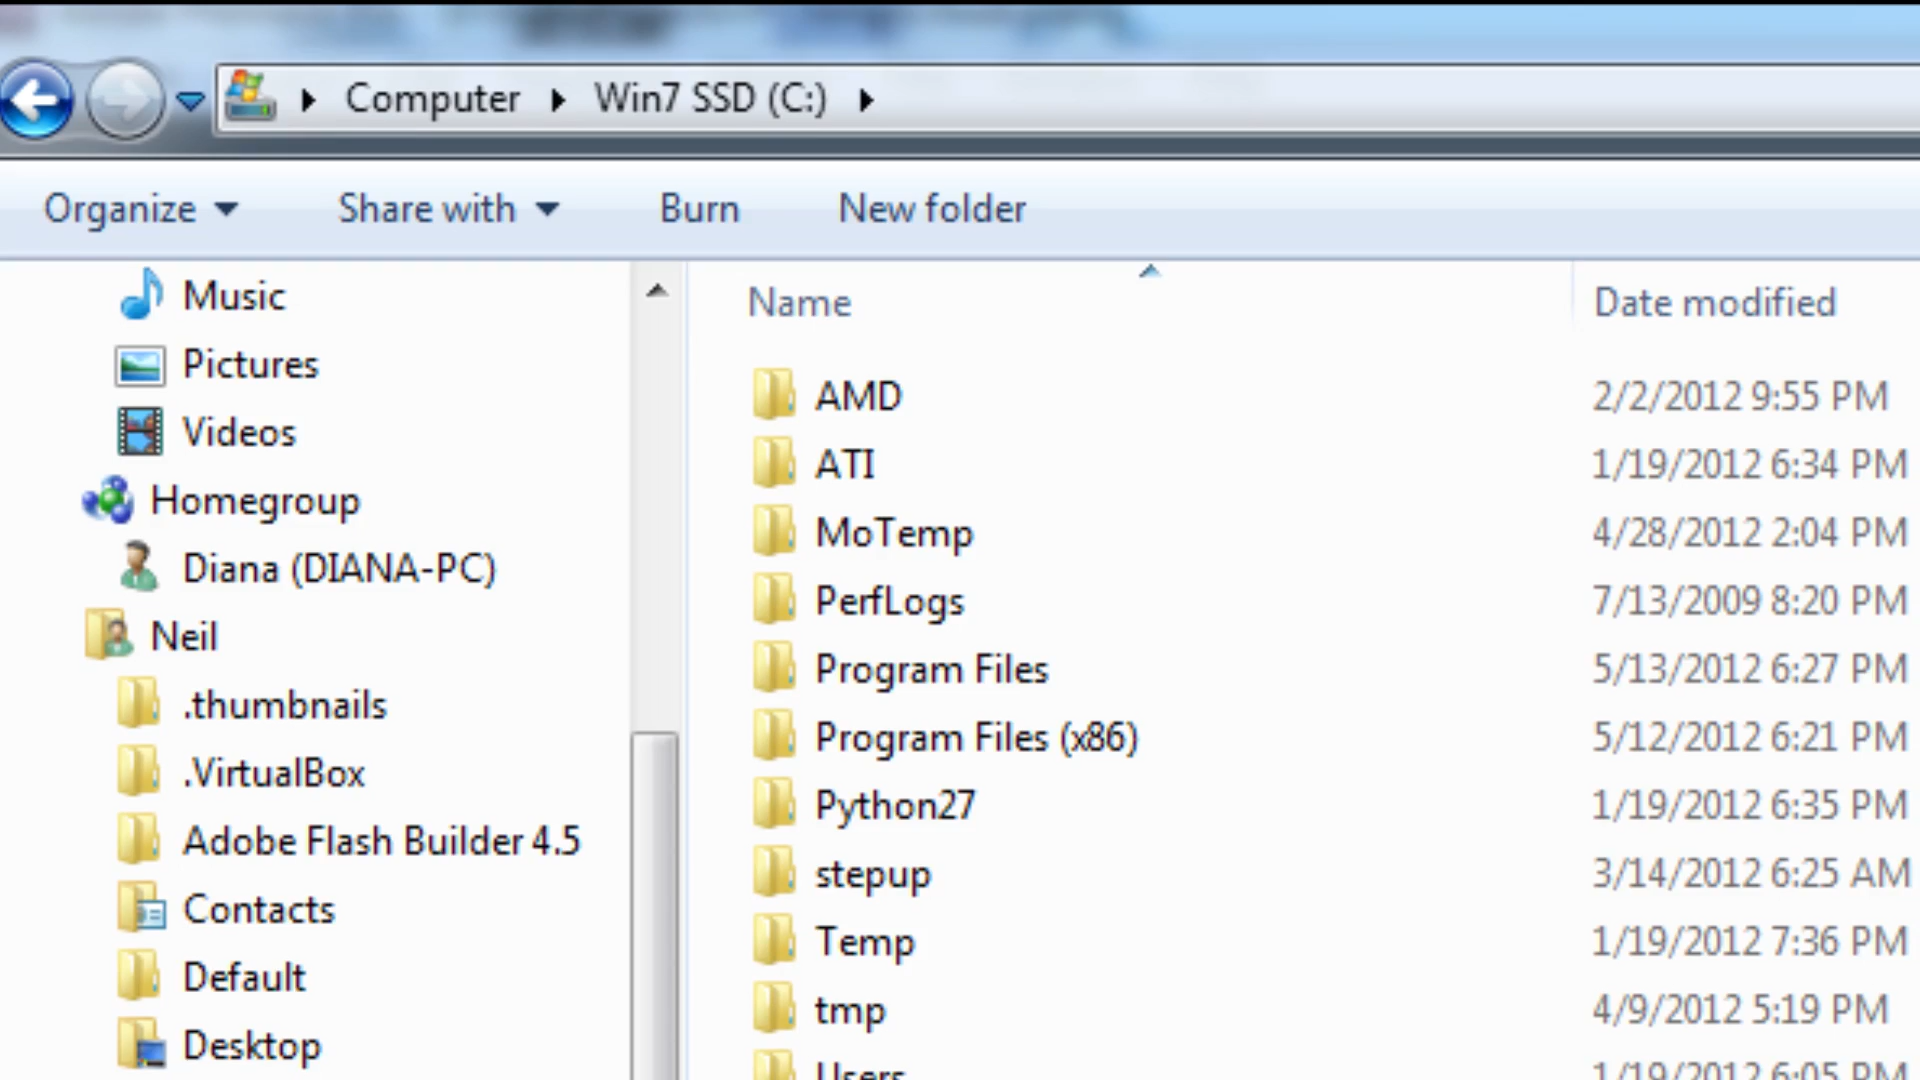 Computer Win7 SSD (C:)
Organize Share with Burn New folder
Music
Pictures
Videos
Homegroup
Diana (DIANA-PC)
Neil
.thumbnails
.VirtualBox
Adobe Flash Builder 4.5
Contacts
Default
Desktop
Name Date modified
AMD 2/2/2012 9:55 PM
ATI 1/19/2012 6:34 PM
MoTemp 4/28/2012 2:04 PM
PerfLogs 7/13/2009 8:20 PM
Program Files 5/13/2012 6:27 PM
Program Files (x86) 5/12/2012 6:21 PM
Python27 1/19/2012 6:35 PM
stepup 3/14/2012 6:25 AM
Temp 1/19/2012 7:36 PM
tmp 4/9/2012 5:19 PM
Users 1/19/2012 6:05 PM